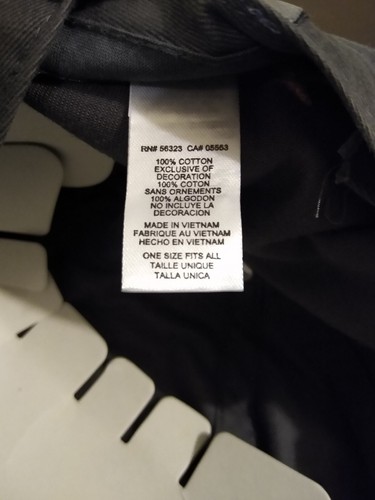 RN# 56323 CA# 05553
100% COTTON
EXCLUSIVE OF
DECORATION
100% COTON
SANS ORNEMENTS
100% ALGODON
NO INCLUYE LA
DECORACION
MADE IN VIETNAM
FABRIQUE AU VIETNAM
HECHO EN VIETNAM
ONE SIZE FITS ALL
TAILLE UNIQUE
TALLA UNICA